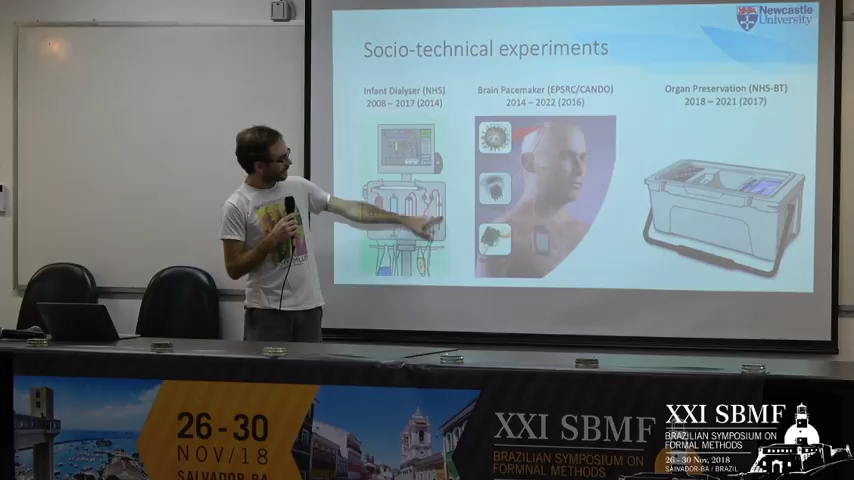 Newcastle
University
Socio-technical experiments
Infant Dialyser (NHS)
2008 – 2017 (2014)
Brain Pacemaker (EPSRC/CANDO)
2014 – 2022 (2016)
Organ Preservation (NHS-BT)
2018 – 2021 (2017)
26-30
NOV/18
SALVADOR-BA
XXI SBMF
BRAZILIAN SYMPOSIUM ON
FORMNAL METHODS
XXI SBMF
BRAZILIAN SYMPOSIUM ON
FORMAL METHODS
26 - 30 Nov, 2018
SALVADOR-BA / BRAZIL